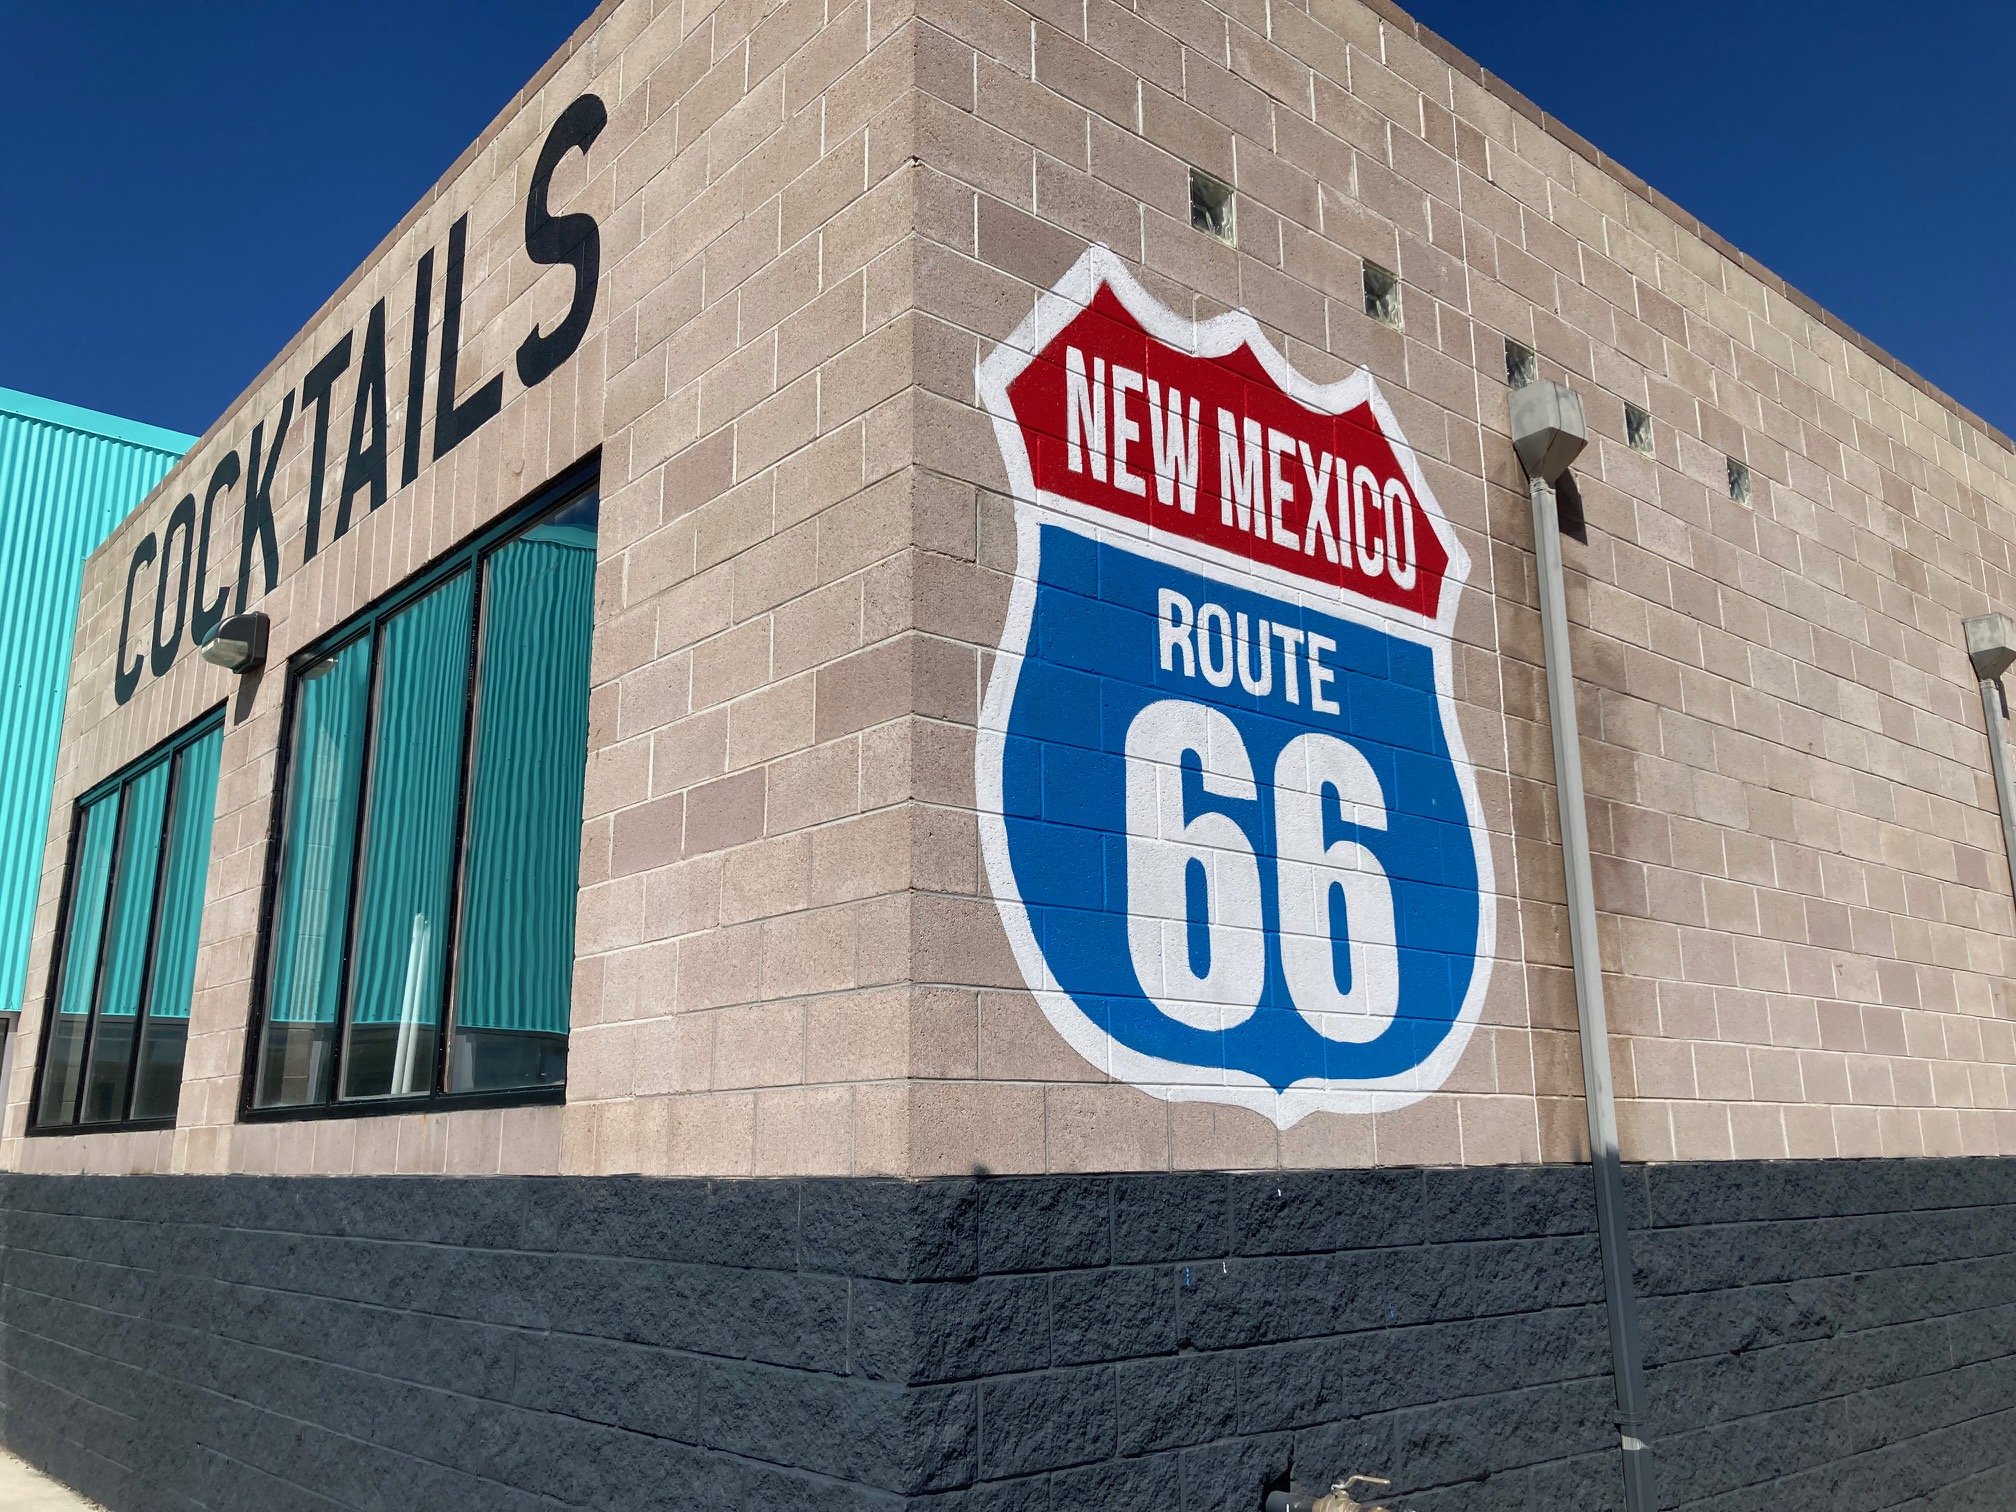 COCKTAILS
NEW MEXICO
ROUTE
66